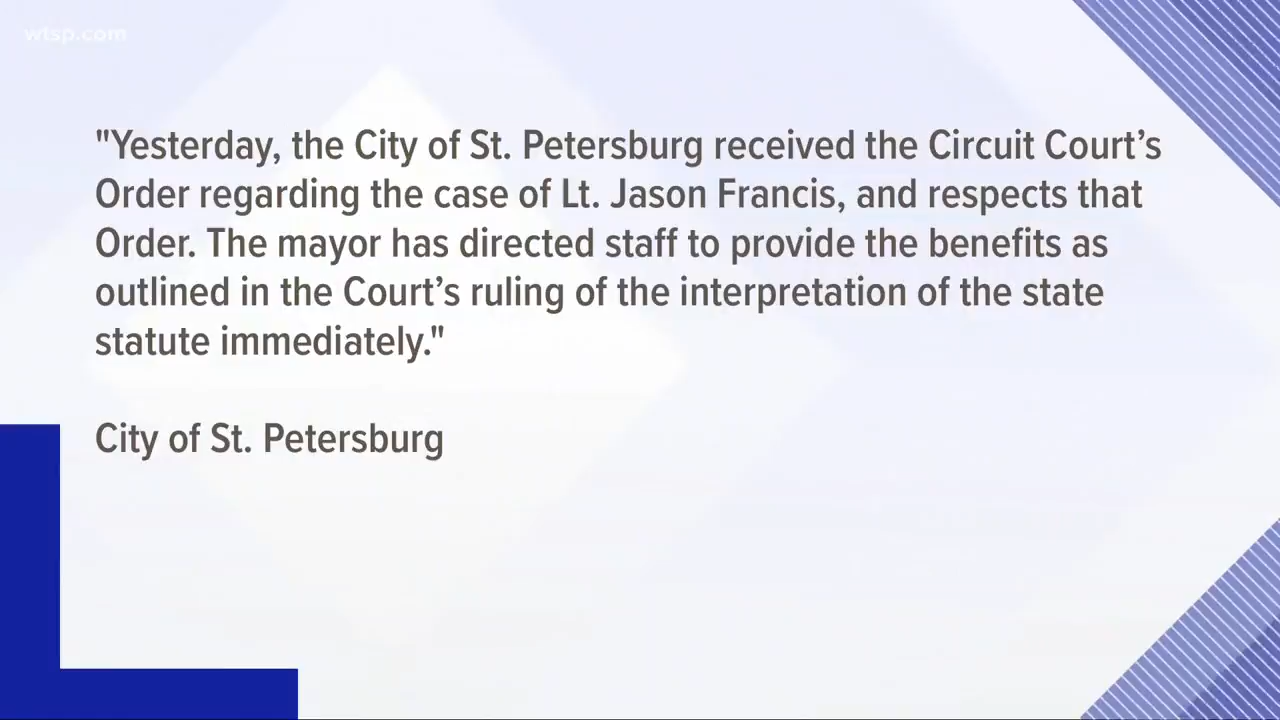 wtsp.com
"Yesterday, the City of St. Petersburg received the Circuit Court’s
Order regarding the case of Lt. Jason Francis, and respects that
Order. The mayor has directed staff to provide the benefits as
outlined in the Court’s ruling of the interpretation of the state
statute immediately."
City of St. Petersburg